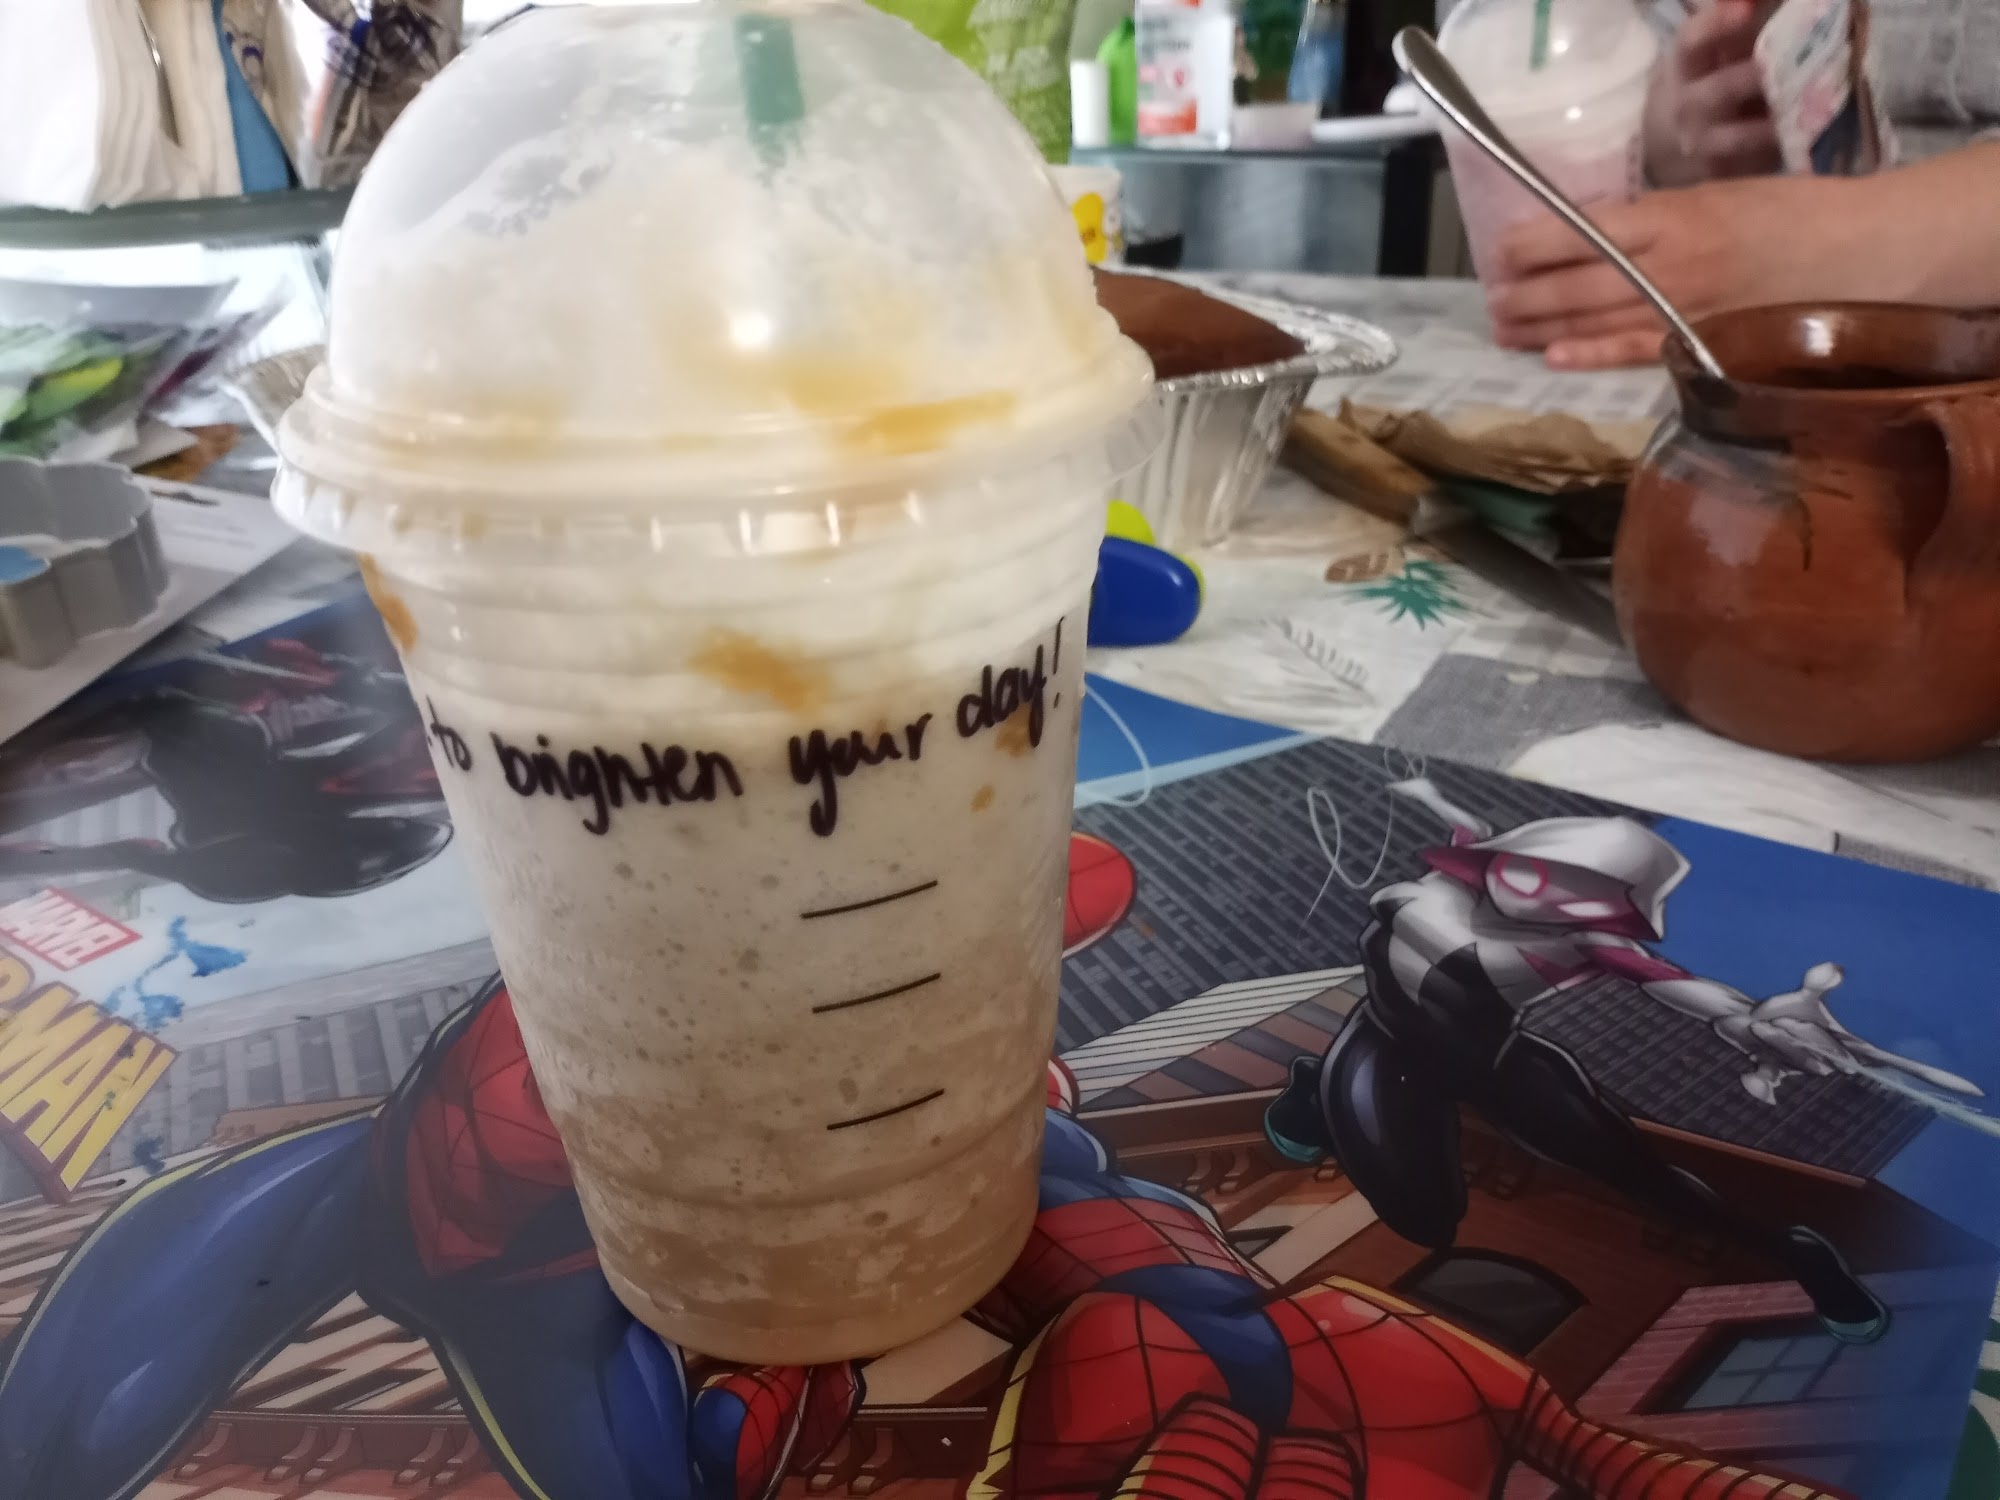 to brighten your day!
MARVEL
R-MAN